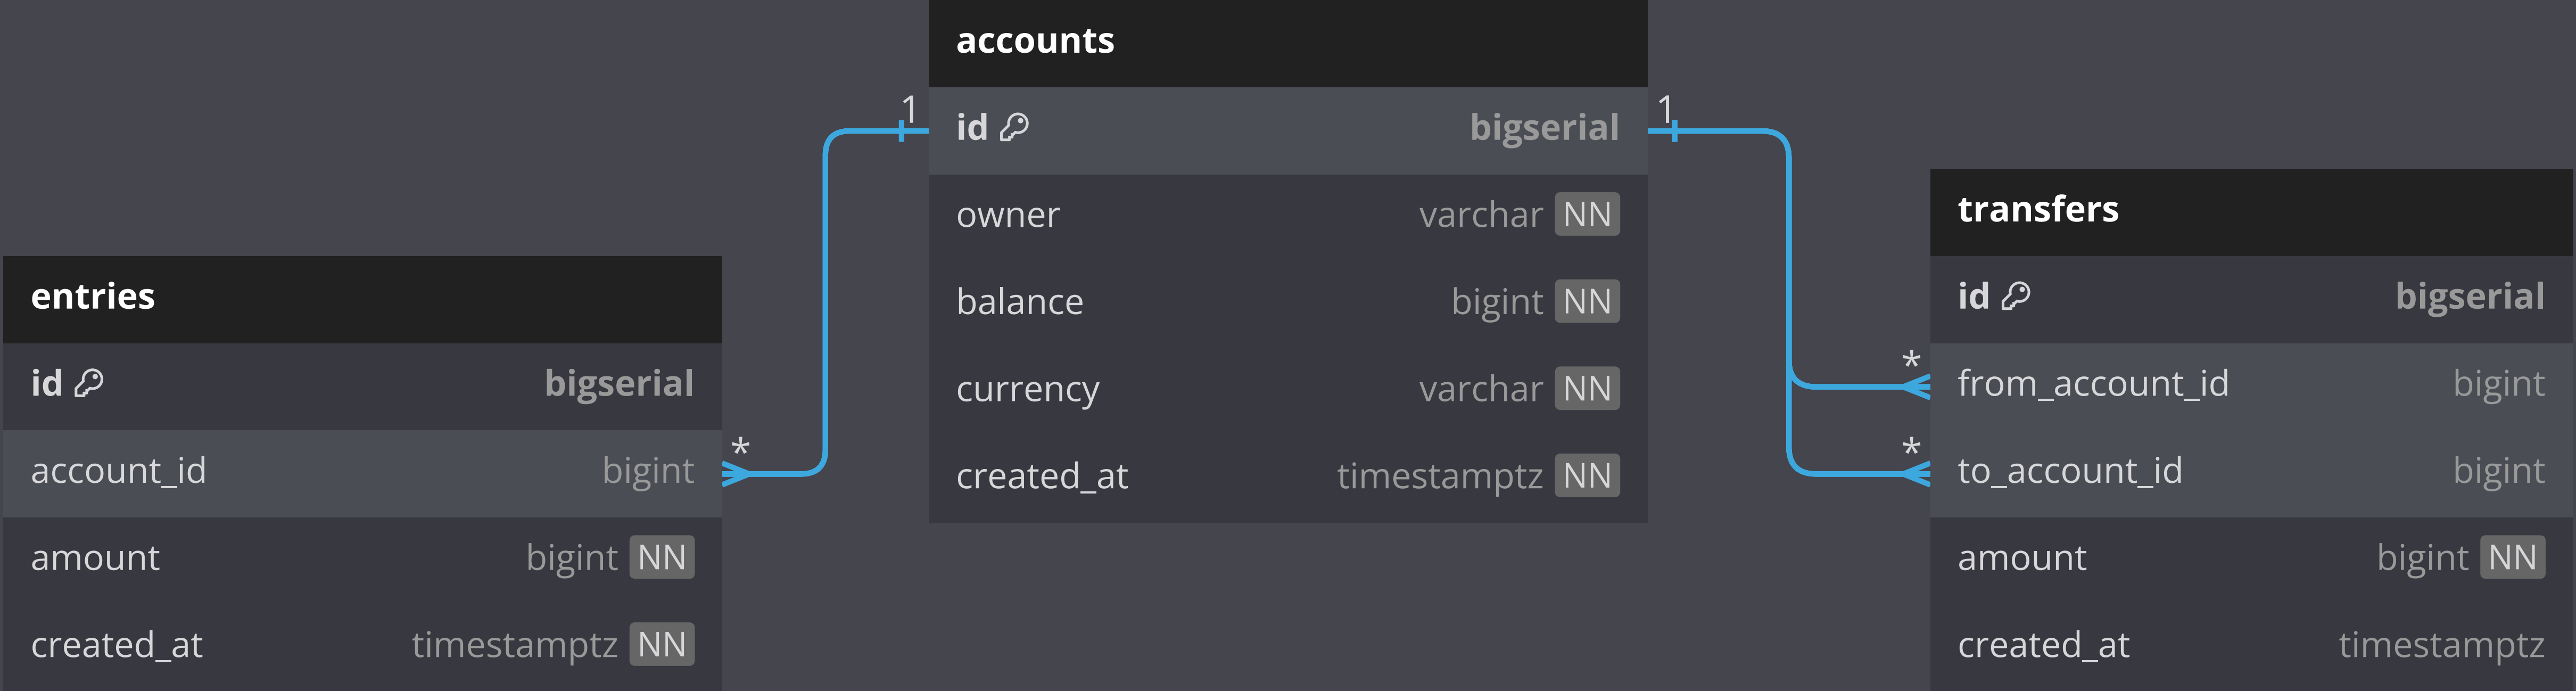 accounts
1
id bigserial
1
owner varchar NN
balance bigint NN
currency varchar NN
created_at timestamptz NN
entries
id bigserial
*
account_id bigint
amount bigint NN
created_at timestamptz NN
transfers
id bigserial
*
from_account_id bigint
*
to_account_id bigint
amount bigint NN
created_at timestamptz